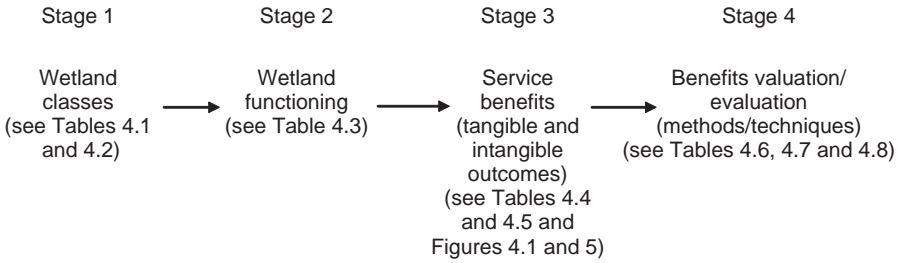 Stage 1
Stage 2
Stage 3
Stage 4
Wetland
classes
(see Tables 4.1
and 4.2)
Wetland
functioning
(see Table 4.3)
Service
benefits
(tangible and
intangible
outcomes)
(see Tables 4.4
and 4.5 and
Figures 4.1 and 5)
Benefits valuation/
evaluation
(methods/techniques)
(see Tables 4.6, 4.7 and 4.8)